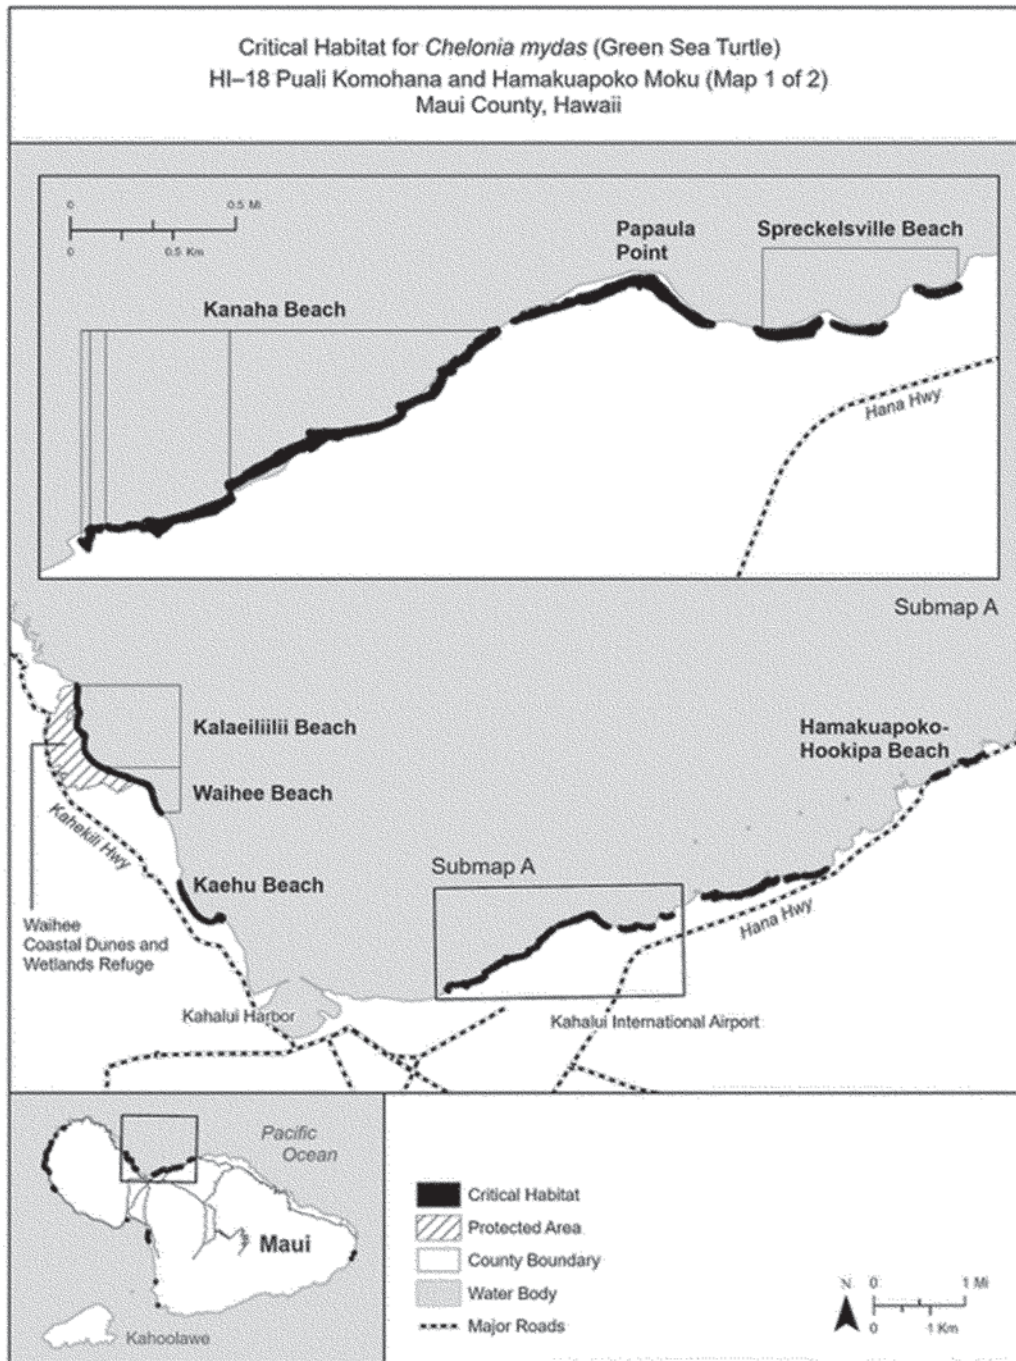 Critical Habitat for Chelonia mydas (Green Sea Turtle)
HI–18 Puali Komohana and Hamakuapoko Moku (Map 1 of 2)
Maui County, Hawaii
0 0.5 Mi
0 0.5 Km
Papaula
Point
Spreckelsville Beach
Kanaha Beach
Hana Hwy
Submap A
Kalaeiliilii Beach
Waihee Beach
Hamakuapoko-
Hookipa Beach
Kahekili Hwy
Submap A
Kaehu Beach
Hana Hwy
Waihee
Coastal Dunes and
Wetlands Refuge
Kahalui Harbor
Kahalui International Airport
Pacific
Ocean
Maui
Kahoolawe
Critical Habitat
Protected Area
County Boundary
Water Body
Major Roads
N
0 1 Mi
0 1 Km